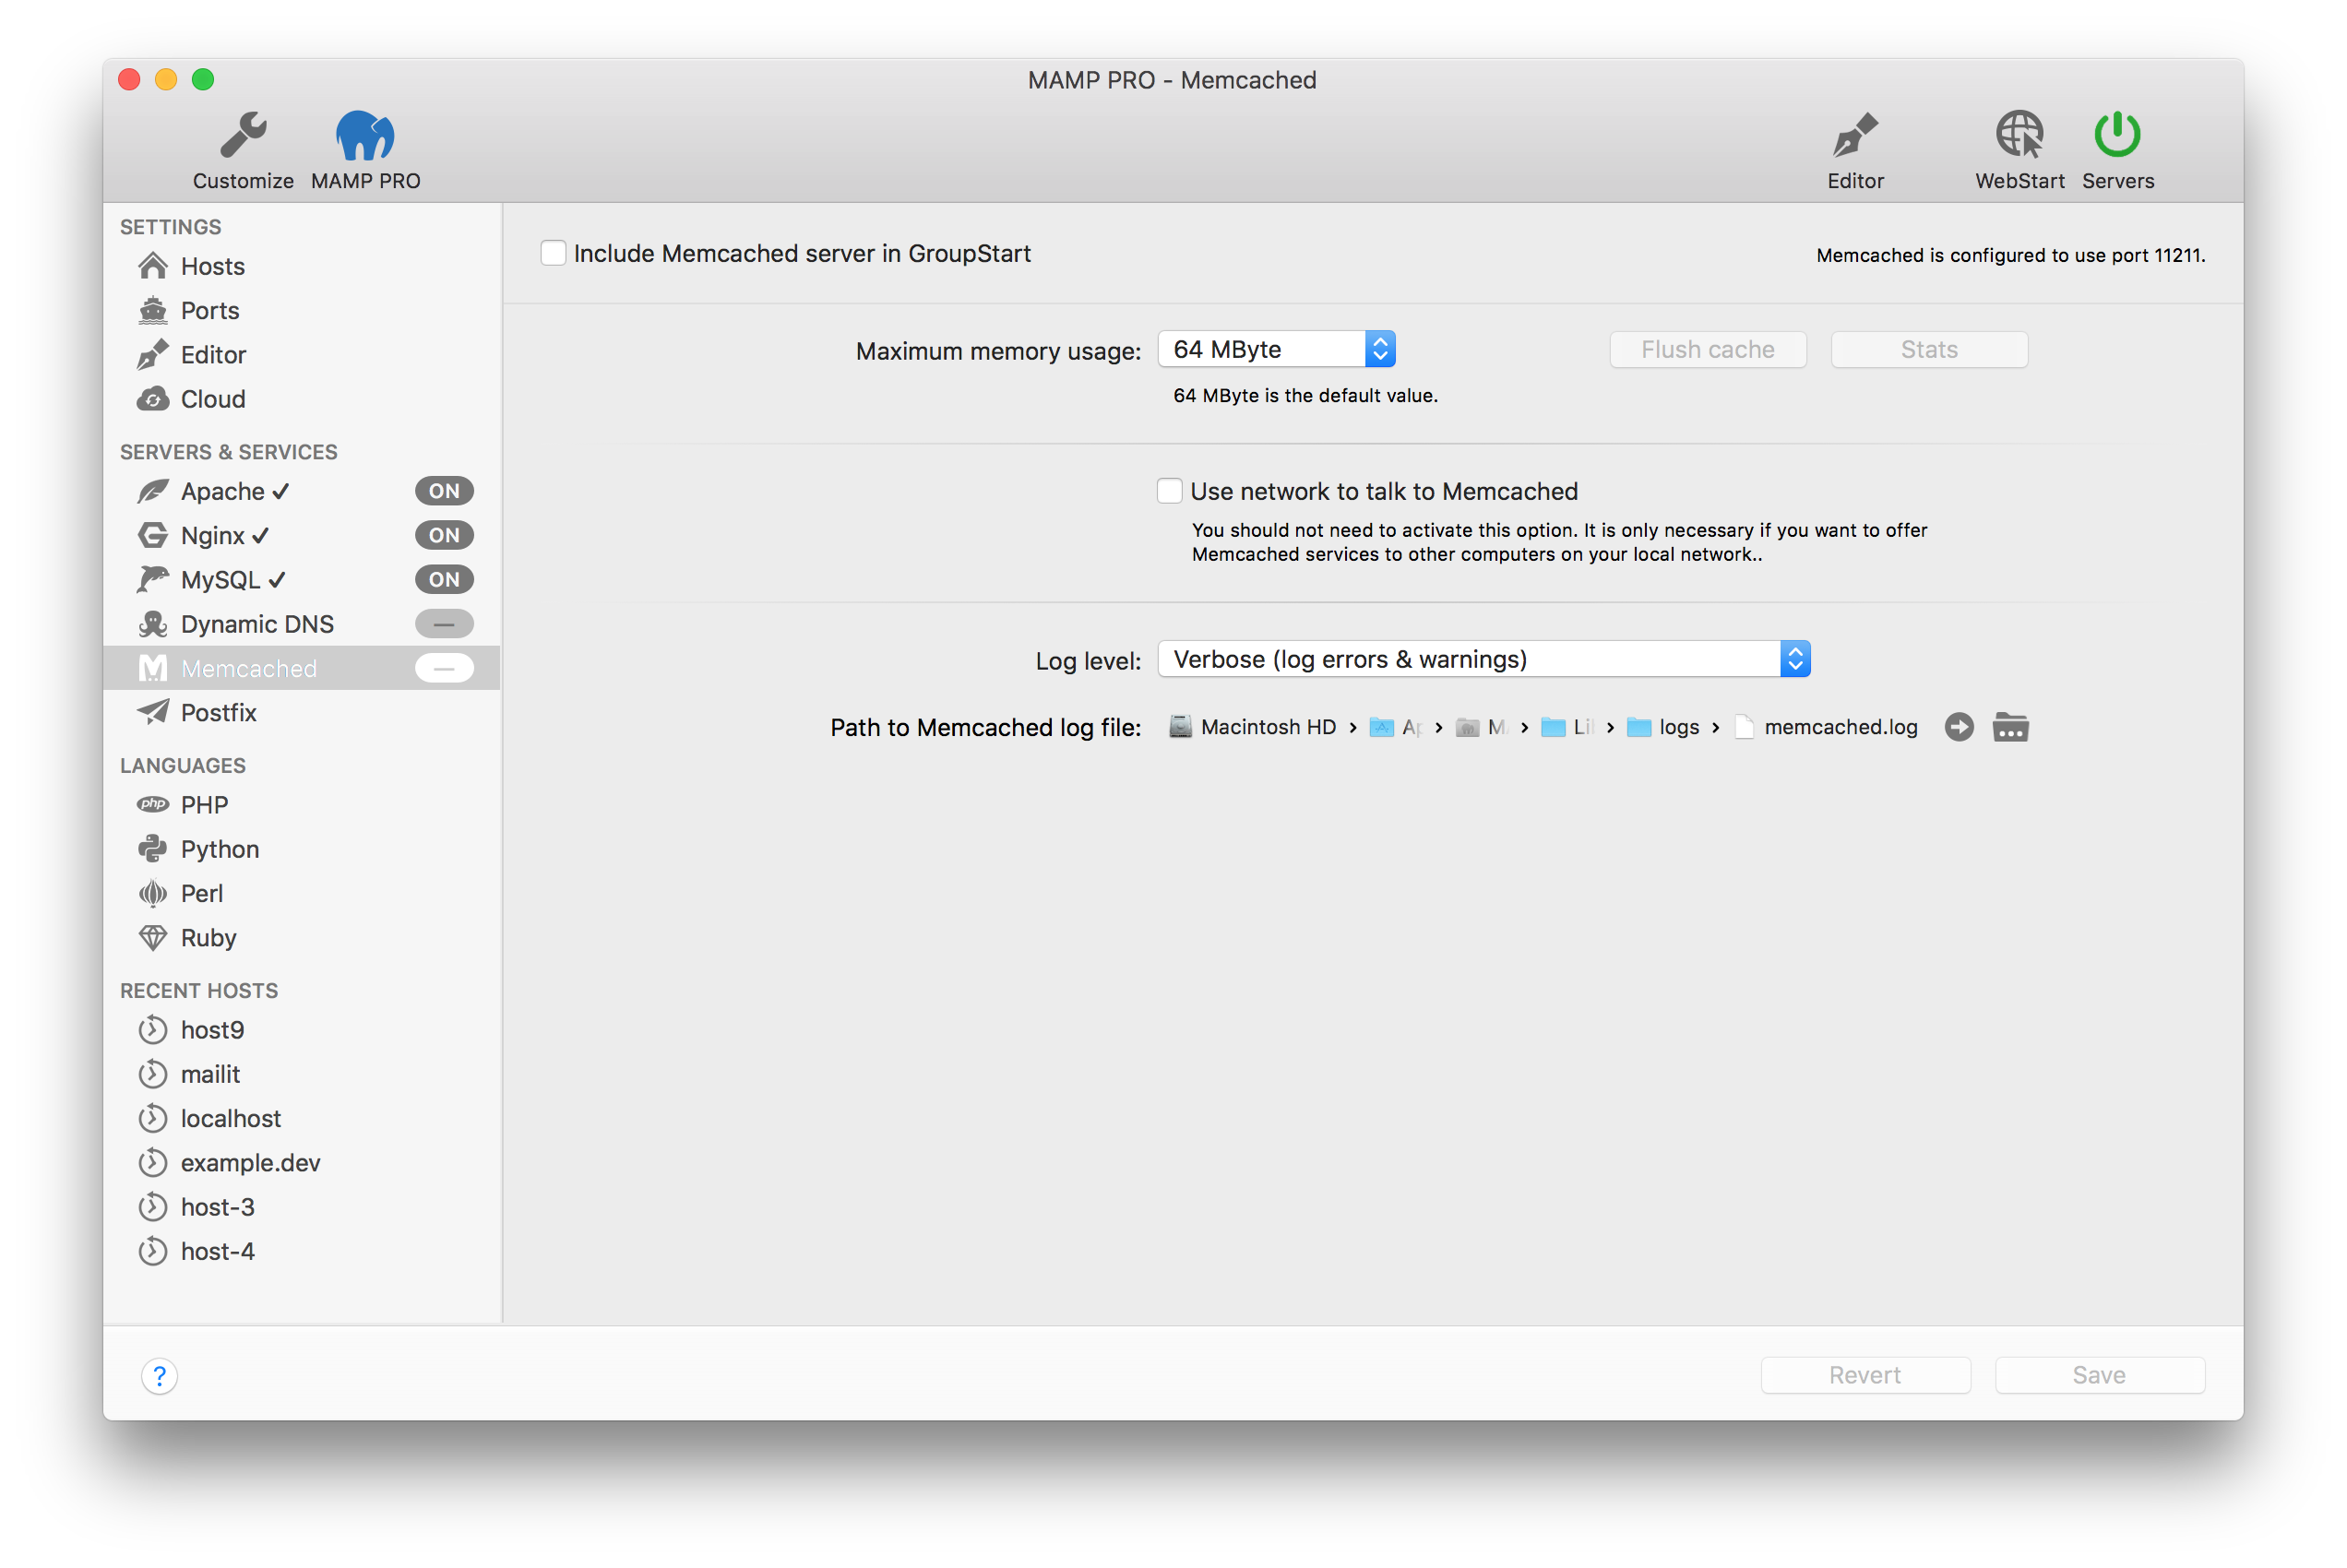 MAMP PRO - Memcached
Customize
MAMP PRO
Editor
WebStart
Servers
SETTINGS
Hosts
Ports
Editor
Cloud
SERVERS & SERVICES
Apache ✓ ON
Nginx ✓ ON
MySQL ✓ ON
Dynamic DNS —
Memcached —
Postfix
LANGUAGES
php PHP
Python
Perl
Ruby
RECENT HOSTS
host9
mailit
localhost
example.dev
host-3
host-4
Include Memcached server in GroupStart
Memcached is configured to use port 11211.
Maximum memory usage: 64 MByte
Flush cache
Stats
64 MByte is the default value.
Use network to talk to Memcached
You should not need to activate this option. It is only necessary if you want to offer
Memcached services to other computers on your local network..
Log level: Verbose (log errors & warnings)
Path to Memcached log file: Macintosh HD › Ap › M › Li › logs › memcached.log
?
Revert
Save